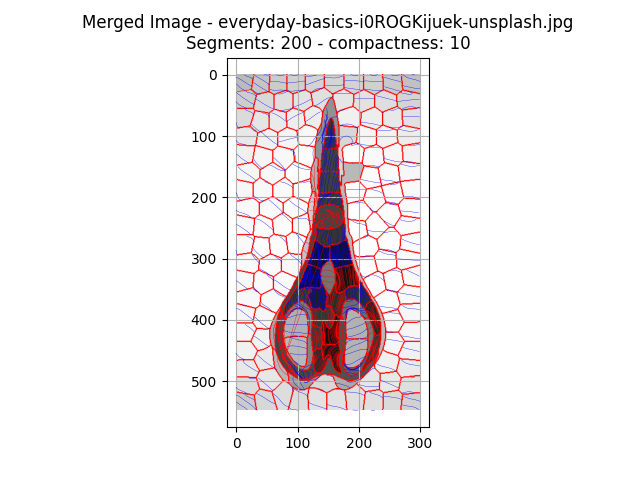 Merged Image - everyday-basics-i0ROGKijuek-unsplash.jpg
Segments: 200 - compactness: 10
0
100
200
300
400
500
0 100 200 300